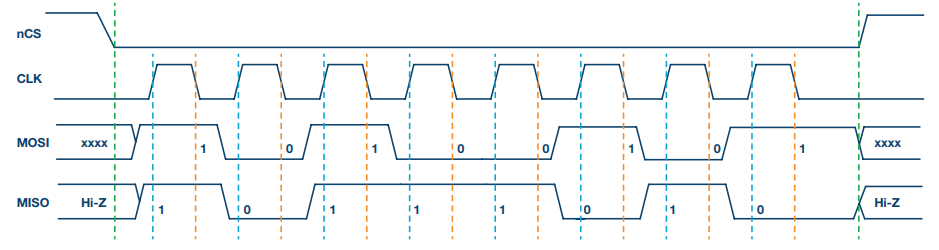 nCS
CLK
MOSI xxxx 1 0 1 0 0 1 0 1 xxxx
MISO Hi-Z 1 0 1 1 1 0 1 0 Hi-Z